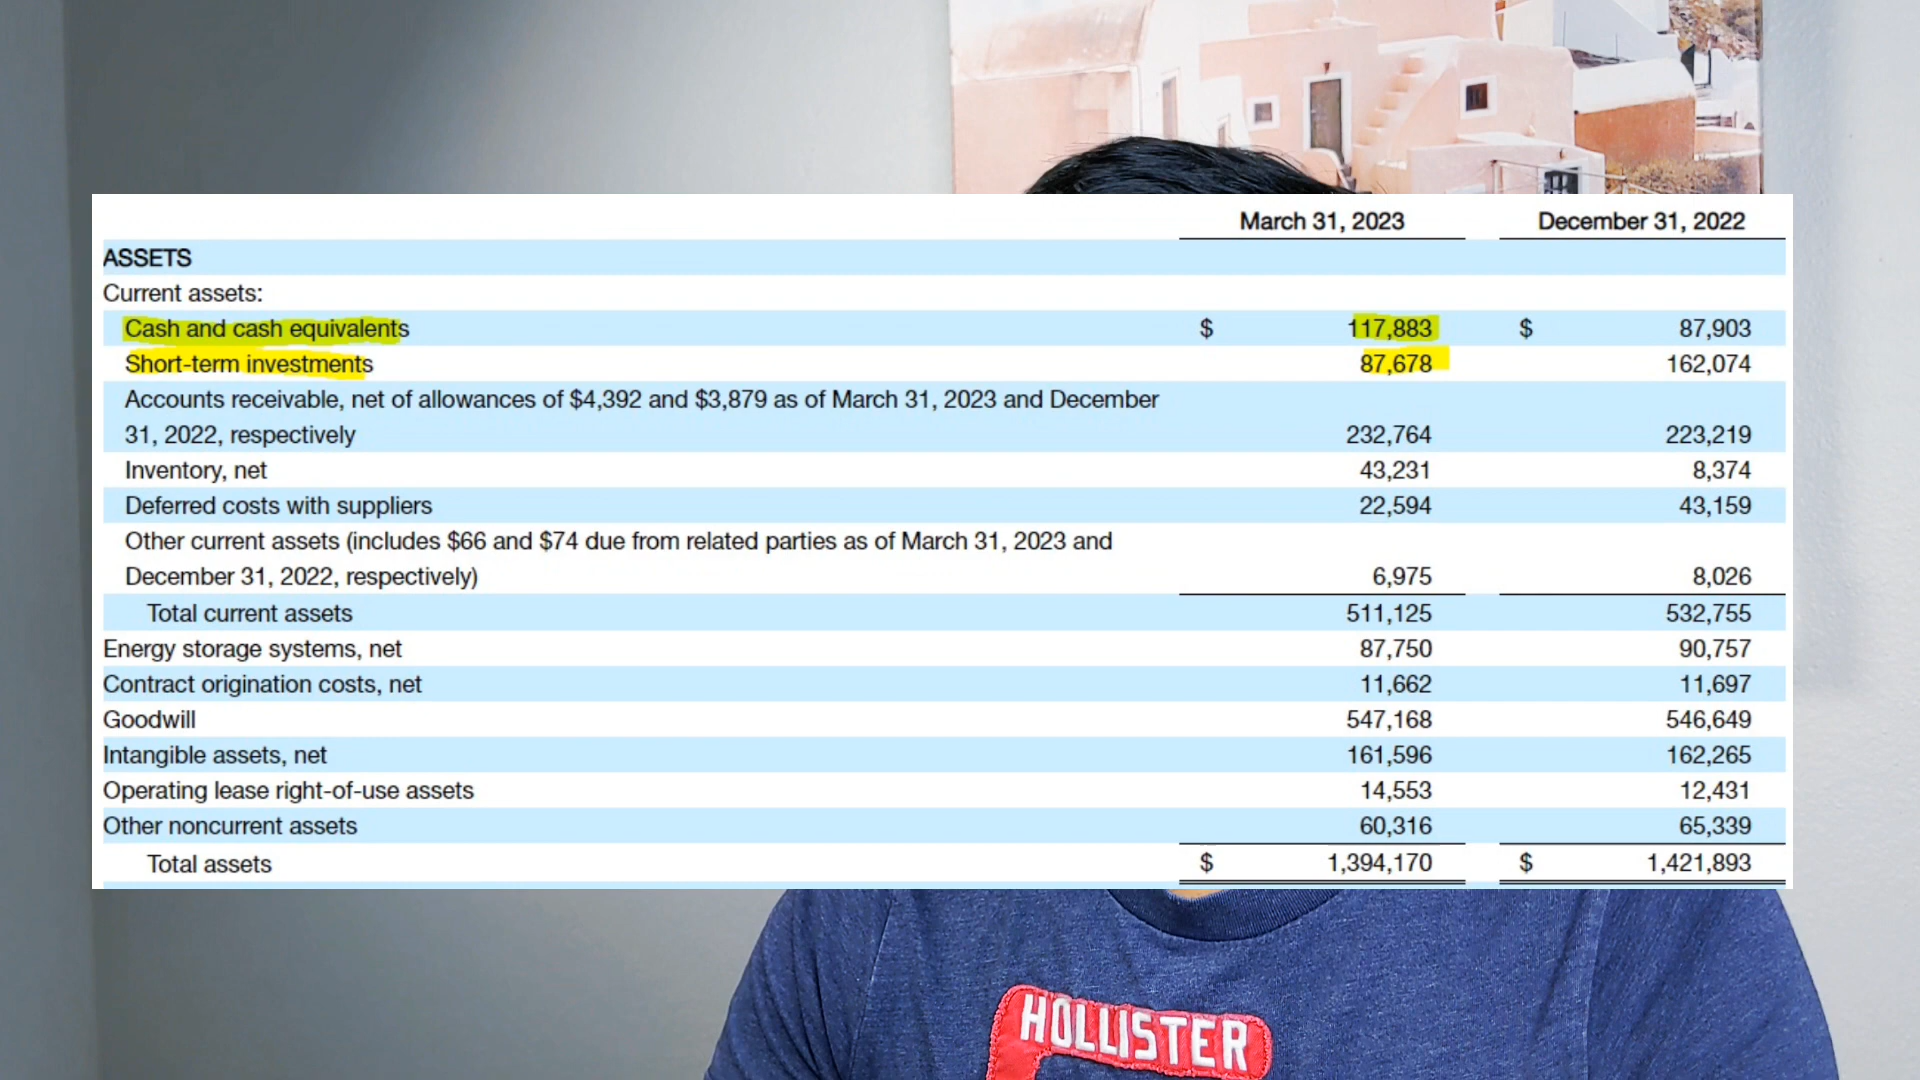 March 31, 2023 December 31, 2022
ASSETS
Current assets:
Cash and cash equivalents $ 117,883 $ 87,903
Short-term investments 87,678 162,074
Accounts receivable, net of allowances of $4,392 and $3,879 as of March 31, 2023 and December
31, 2022, respectively 232,764 223,219
Inventory, net 43,231 8,374
Deferred costs with suppliers 22,594 43,159
Other current assets (includes $66 and $74 due from related parties as of March 31, 2023 and
December 31, 2022, respectively) 6,975 8,026
Total current assets 511,125 532,755
Energy storage systems, net 87,750 90,757
Contract origination costs, net 11,662 11,697
Goodwill 547,168 546,649
Intangible assets, net 161,596 162,265
Operating lease right-of-use assets 14,553 12,431
Other noncurrent assets 60,316 65,339
Total assets $ 1,394,170 $ 1,421,893
HOLLISTER